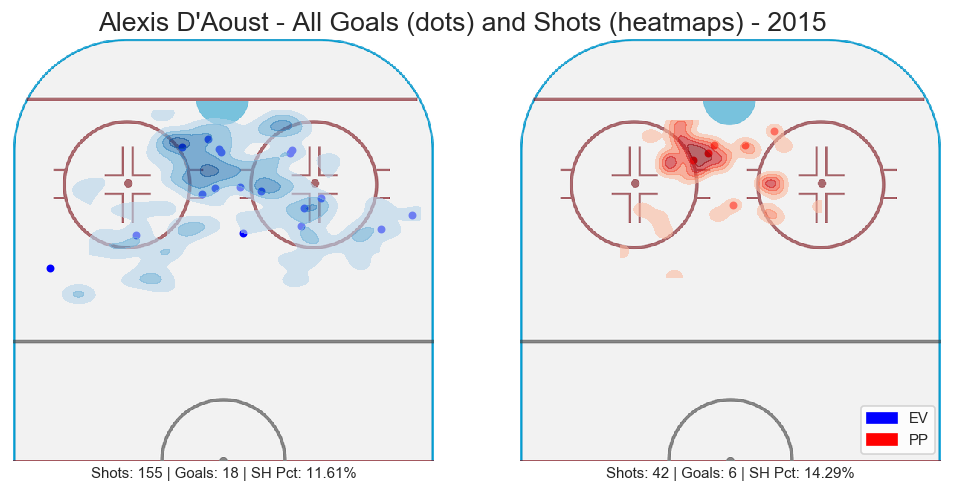 Alexis D'Aoust - All Goals (dots) and Shots (heatmaps) - 2015
EV
PP
Shots: 155 | Goals: 18 | SH Pct: 11.61%
Shots: 42 | Goals: 6 | SH Pct: 14.29%